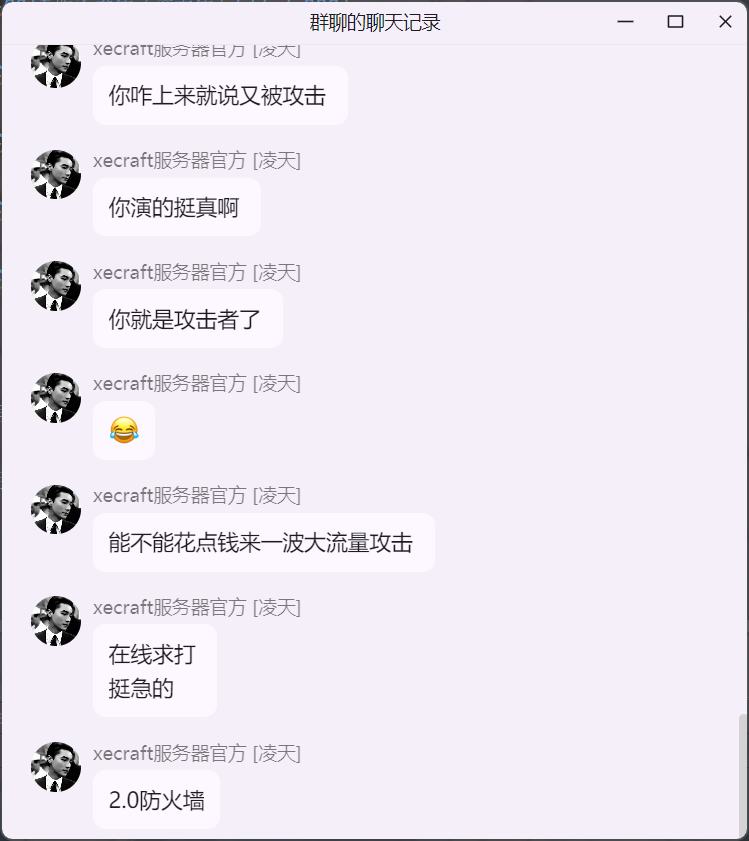 群聊的聊天记录
xecraft服务器官方 [凌天]
你咋上来就说又被攻击
xecraft服务器官方 [凌天]
你演的挺真啊
xecraft服务器官方 [凌天]
你就是攻击者了
xecraft服务器官方 [凌天]
😂
xecraft服务器官方 [凌天]
能不能花点钱来一波大流量攻击
xecraft服务器官方 [凌天]
在线求打
挺急的
xecraft服务器官方 [凌天]
2.0防火墙